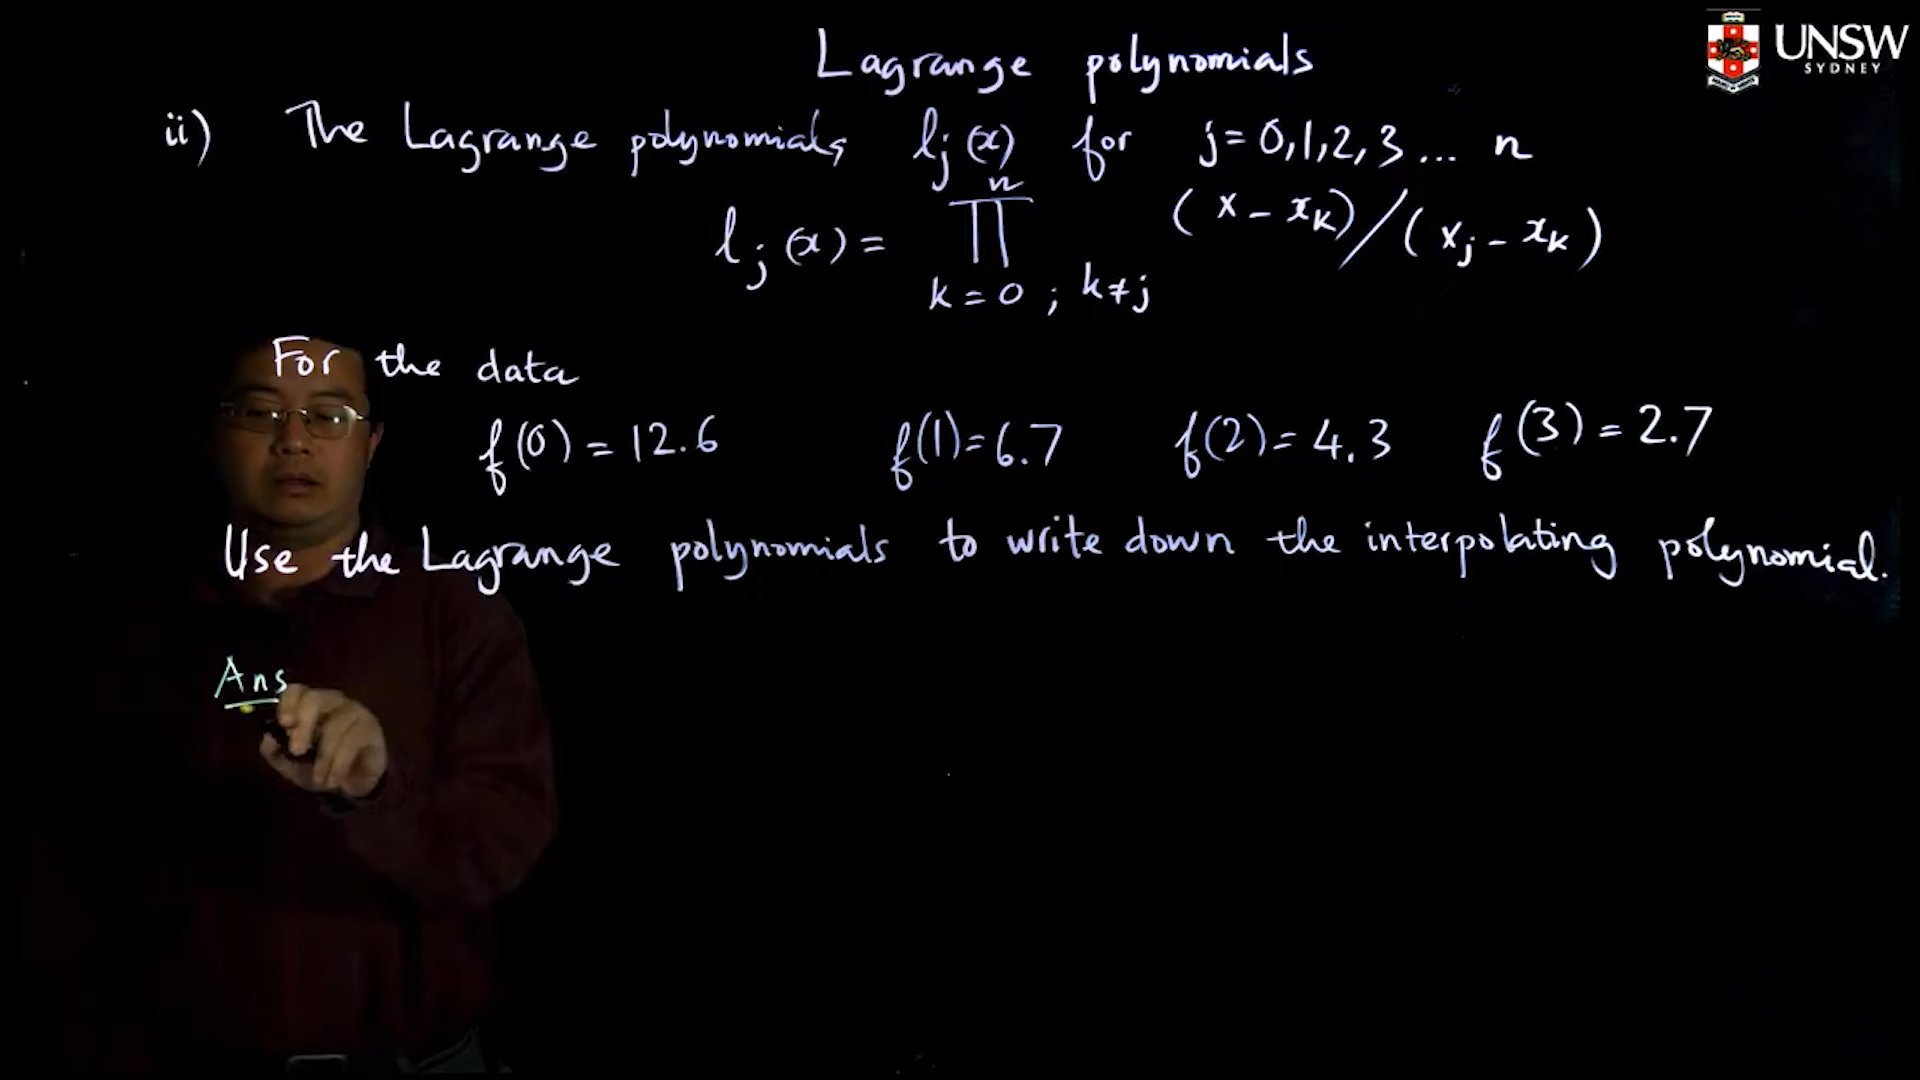 Lagrange polynomials
UNSW
SYDNEY
ii) The Lagrange polynomials lj(x) for j=0,1,2,3... n
lj(x) = n∏k=0; k≠j (x-xk)/(xj-xk)
For the data
f(0) = 12.6 f(1)=6.7 f(2)=4.3 f(3)=2.7
Use the Lagrange polynomials to write down the interpolating polynomial.
Ans